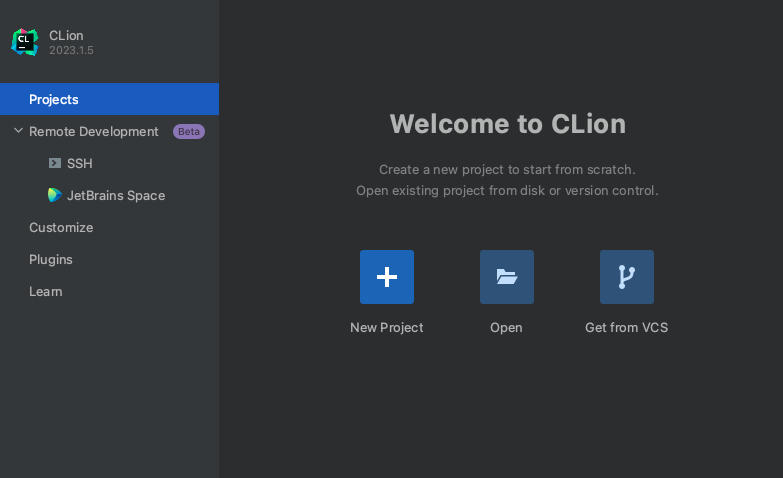 CL
CLion
2023.1.5
Projects
Remote Development Beta
SSH
JetBrains Space
Customize
Plugins
Learn
Welcome to CLion
Create a new project to start from scratch.
Open existing project from disk or version control.
New Project
Open
Get from VCS